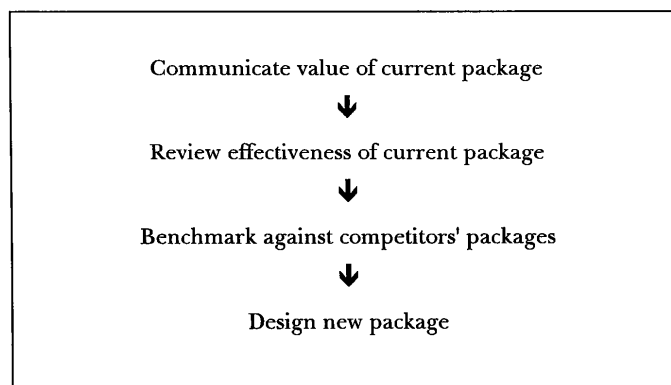 Communicate value of current package
↓
Review effectiveness of current package
↓
Benchmark against competitors' packages
↓
Design new package